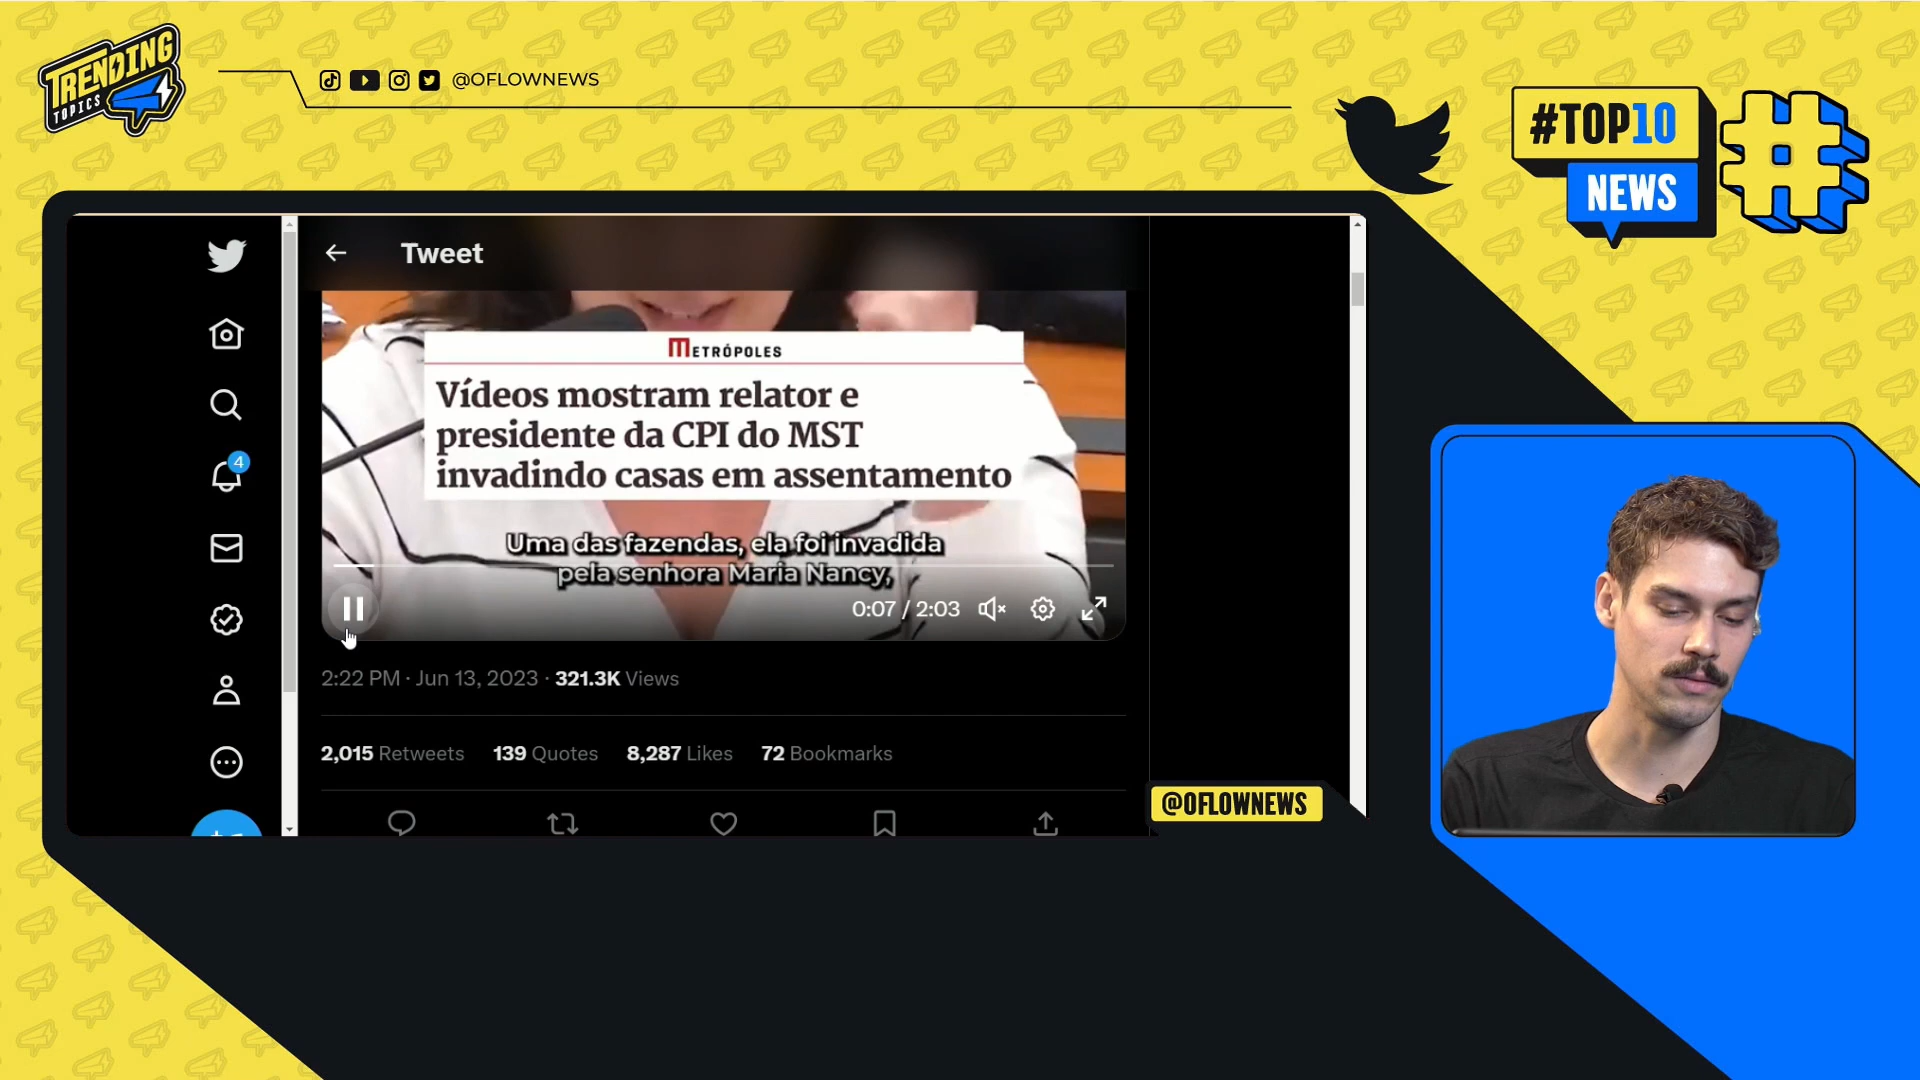 TRENDING
TOPICS
@OFLOWNEWS
#TOP10
NEWS
Tweet
METRÓPOLES
Vídeos mostram relator e
presidente da CPI do MST
invadindo casas em assentamento
Uma das fazendas, ela foi invadida
pela senhora Maria Nancy,
0:07 / 2:03
4
2:22 PM · Jun 13, 2023 · 321.3K Views
2,015 Retweets 139 Quotes 8,287 Likes 72 Bookmarks
@OFLOWNEWS